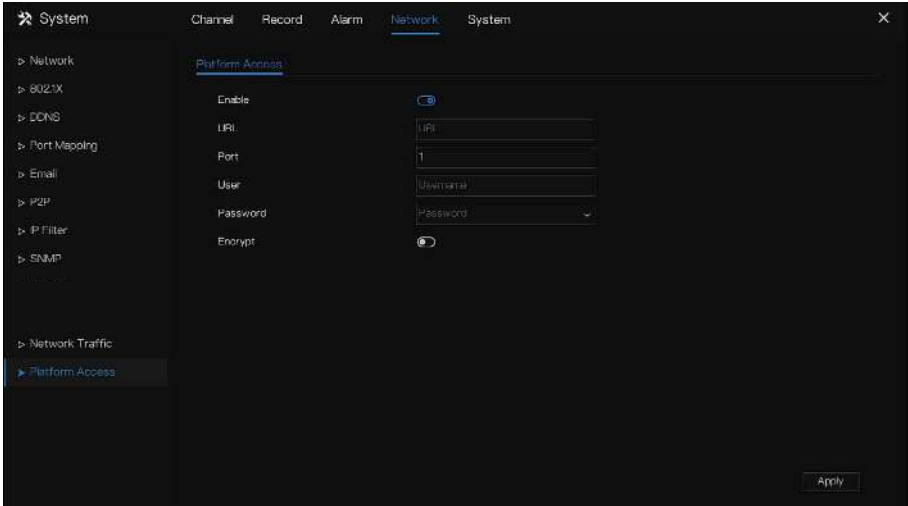 System
Channel Record Alarm Network System
Network
802.1X
DDNS
Port Mapping
Email
P2P
IP Filter
SNMP
Network Traffic
Platform Access
Platform Access
Enable
URL URL
Port 1
User Username
Password Password
Encrypt
Apply